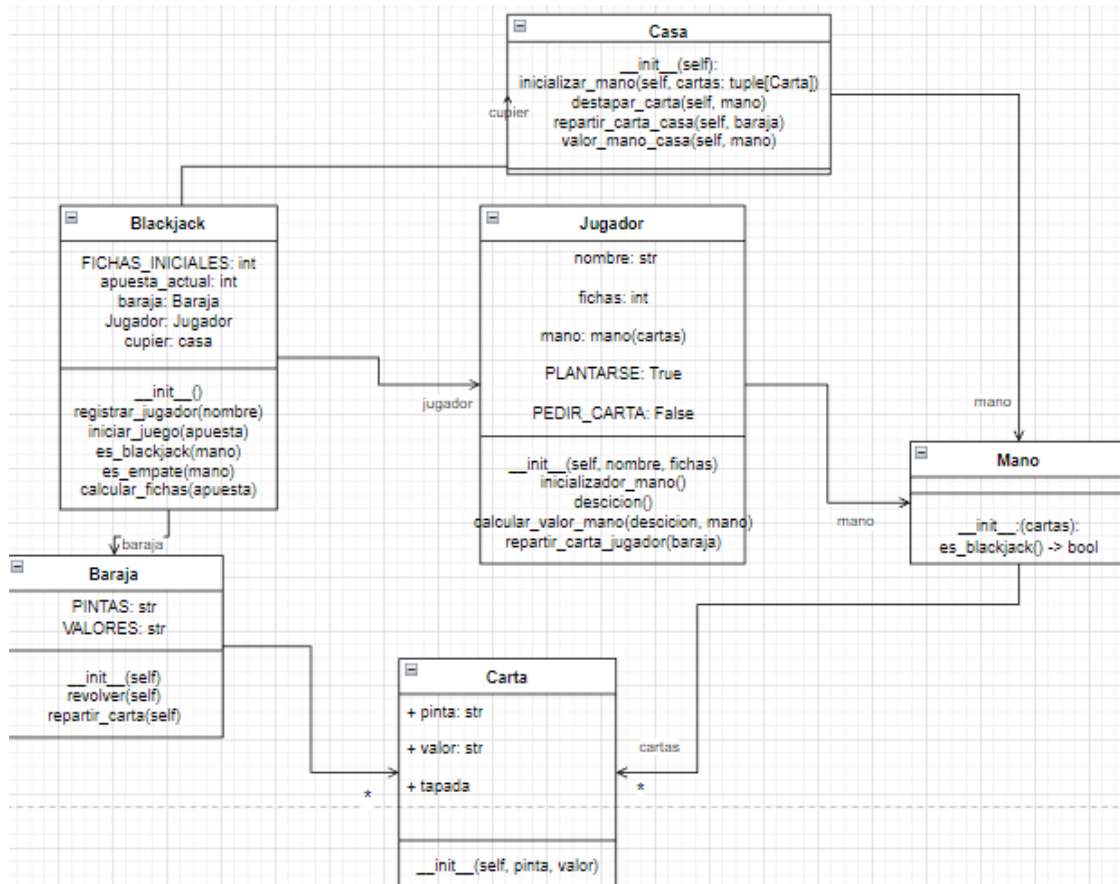 Casa
__init__(self):
inicializar_mano(self, cartas: tuple[Carta])
destapar_carta(self, mano)
repartir_carta_casa(self, baraja)
valor_mano_casa(self, mano)
cupier
Blackjack
FICHAS_INICIALES: int
apuesta_actual: int
baraja: Baraja
Jugador: Jugador
cupier: casa
__init__()
registrar_jugador(nombre)
iniciar_juego(apuesta)
es_blackjack(mano)
es_empate(mano)
calcular_fichas(apuesta)
jugador
Jugador
nombre: str
fichas: int
mano: mano(cartas)
PLANTARSE: True
PEDIR_CARTA: False
__init__(self, nombre, fichas)
inicializador_mano()
descicion()
calcular_valor_mano(descicion, mano)
repartir_carta_jugador(baraja)
mano
mano
Mano
__init__:(cartas):
es_blackjack() -> bool
baraja
Baraja
PINTAS: str
VALORES: str
__init__(self)
revolver(self)
repartir_carta(self)
*
Carta
+ pinta: str
+ valor: str
+ tapada
__init__(self, pinta, valor)
cartas
*